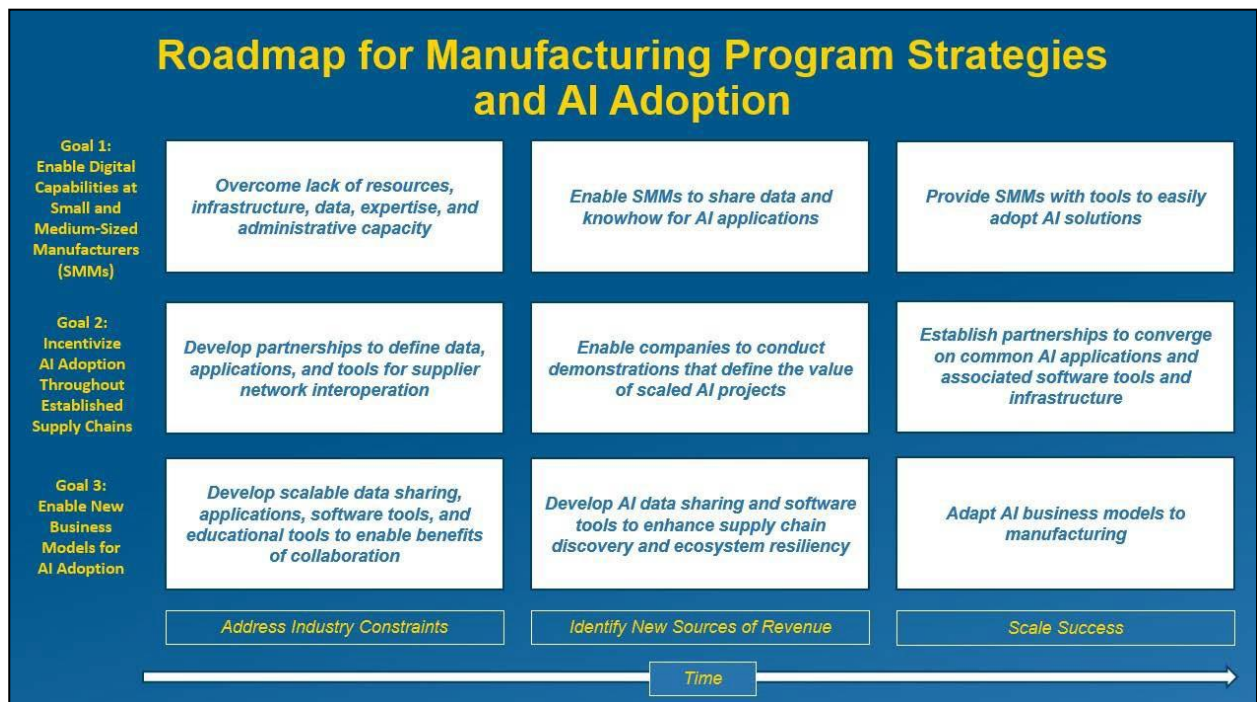 Roadmap for Manufacturing Program Strategies
and AI Adoption
Goal 1:
Enable Digital
Capabilities at
Small and
Medium-Sized
Manufacturers
(SMMs)
Overcome lack of resources,
infrastructure, data, expertise, and
administrative capacity
Enable SMMs to share data and
knowhow for AI applications
Provide SMMs with tools to easily
adopt AI solutions
Goal 2:
Incentivize
AI Adoption
Throughout
Established
Supply Chains
Develop partnerships to define data,
applications, and tools for supplier
network interoperation
Enable companies to conduct
demonstrations that define the value
of scaled AI projects
Establish partnerships to converge
on common AI applications and
associated software tools and
infrastructure
Goal 3:
Enable New
Business
Models for
AI Adoption
Develop scalable data sharing,
applications, software tools, and
educational tools to enable benefits
of collaboration
Develop AI data sharing and software
tools to enhance supply chain
discovery and ecosystem resiliency
Adapt AI business models to
manufacturing
Address Industry Constraints
Identify New Sources of Revenue
Scale Success
Time